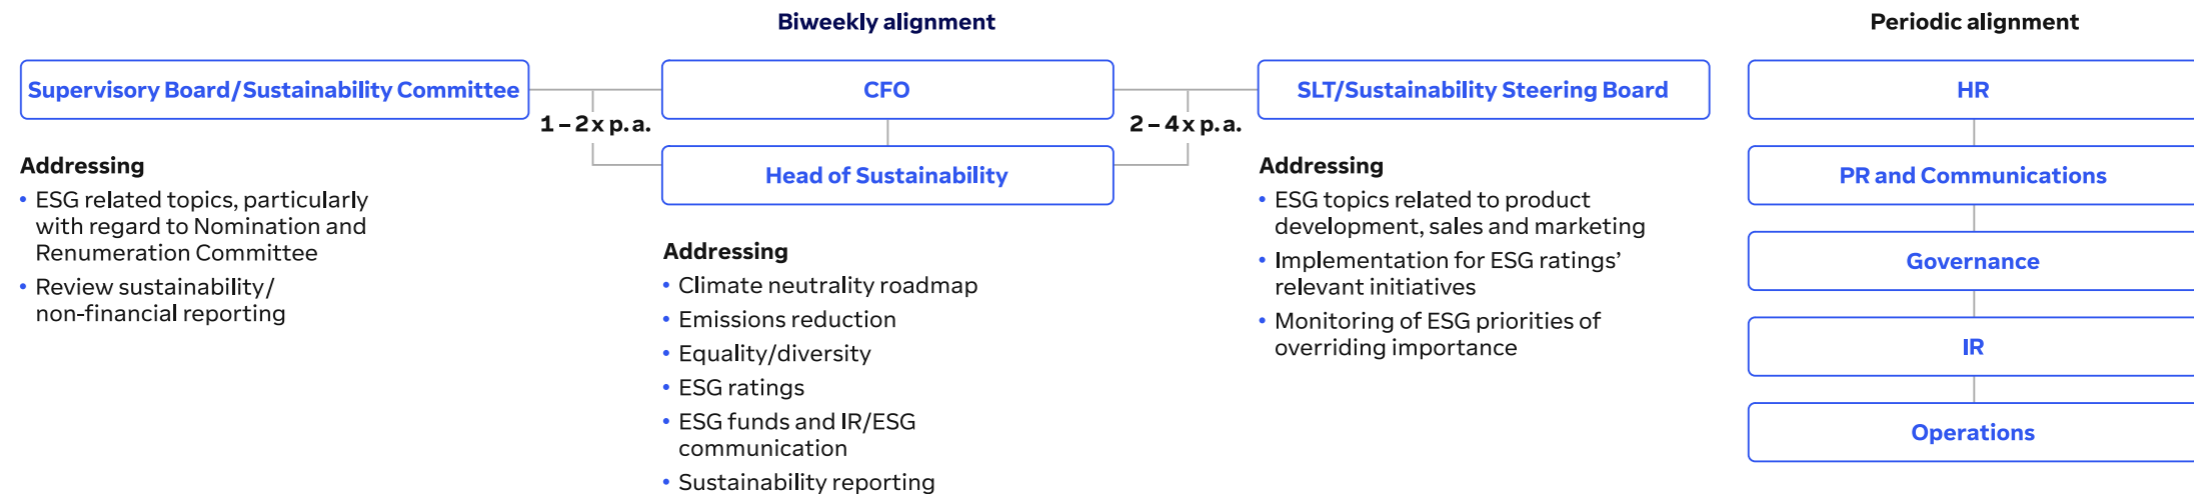 Biweekly alignment
Periodic alignment
Supervisory Board/Sustainability Committee
1 – 2 x p. a.
CFO
2 – 4 x p. a.
SLT/Sustainability Steering Board
Head of Sustainability
Addressing
• ESG related topics, particularly
with regard to Nomination and
Renumeration Committee
• Review sustainability/
non-financial reporting
Addressing
• Climate neutrality roadmap
• Emissions reduction
• Equality/diversity
• ESG ratings
• ESG funds and IR/ESG
communication
• Sustainability reporting
Addressing
• ESG topics related to product
development, sales and marketing
• Implementation for ESG ratings’
relevant initiatives
• Monitoring of ESG priorities of
overriding importance
HR
PR and Communications
Governance
IR
Operations